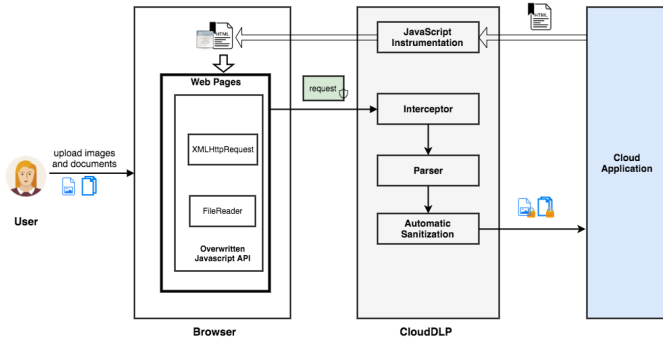 HTML
HTML
JavaScript
Instrumentation
Web Pages
request
XMLHttpRequest
Interceptor
upload images
and documents
Parser
Cloud
Application
FileReader
User
Automatic
Sanitization
Overwritten
Javascript API
Browser
CloudDLP